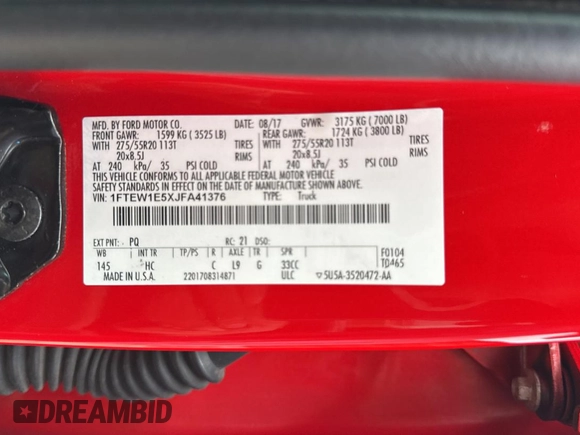 MFD. BY FORD MOTOR CO. DATE: 08/17 GVWR: 3175 KG ( 7000 LB)
FRONT GAWR: 1599 KG ( 3525 LB) REAR GAWR: 1724 KG ( 3800 LB)
WITH 275/55R20 113T TIRES WITH 275/55R20 113T TIRES
20x8.5J RIMS 20x8.5J RIMS
AT 240 kPa/ 35 PSI COLD AT 240 kPa/ 35 PSI COLD
THIS VEHICLE CONFORMS TO ALL APPLICABLE FEDERAL MOTOR VEHICLE
SAFETY STANDARDS IN EFFECT ON THE DATE OF MANUFACTURE SHOWN ABOVE.
VIN: 1FTEW1E5XJFA41376 TYPE: Truck
EXT PNT: PQ RC: 21 DSO:
WB INT TR TP/PS R AXLE TR SPR F0104
145 HC C L9 G 33CC T0465
MADE IN U.S.A. 2201708314871 ULC 5U5A-3520472-AA
DREAMBID